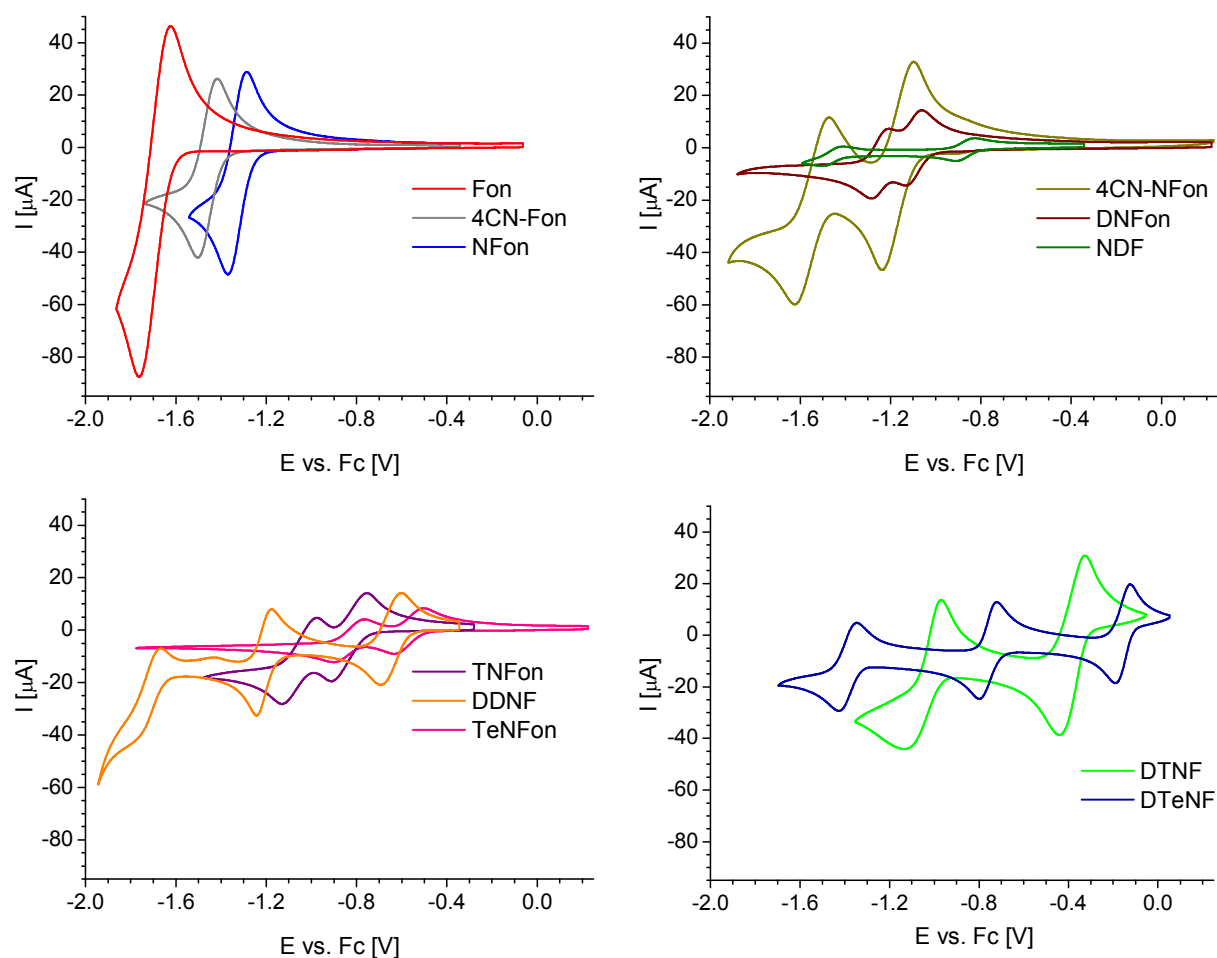 40
20
0
-20
-40
-60
-80
I [µA]
Fon
4CN-Fon
NFon
-2.0 -1.6 -1.2 -0.8 -0.4 0.0
E vs. Fc [V]
40
20
0
-20
-40
-60
-80
I [µA]
4CN-NFon
DNFon
NDF
-2.0 -1.6 -1.2 -0.8 -0.4 0.0
E vs. Fc [V]
40
20
0
-20
-40
-60
-80
I [µA]
TNFon
DDNF
TeNFon
-2.0 -1.6 -1.2 -0.8 -0.4 0.0
E vs. Fc [V]
40
20
0
-20
-40
-60
-80
I [µA]
DTNF
DTeNF
-2.0 -1.6 -1.2 -0.8 -0.4 0.0
E vs. Fc [V]